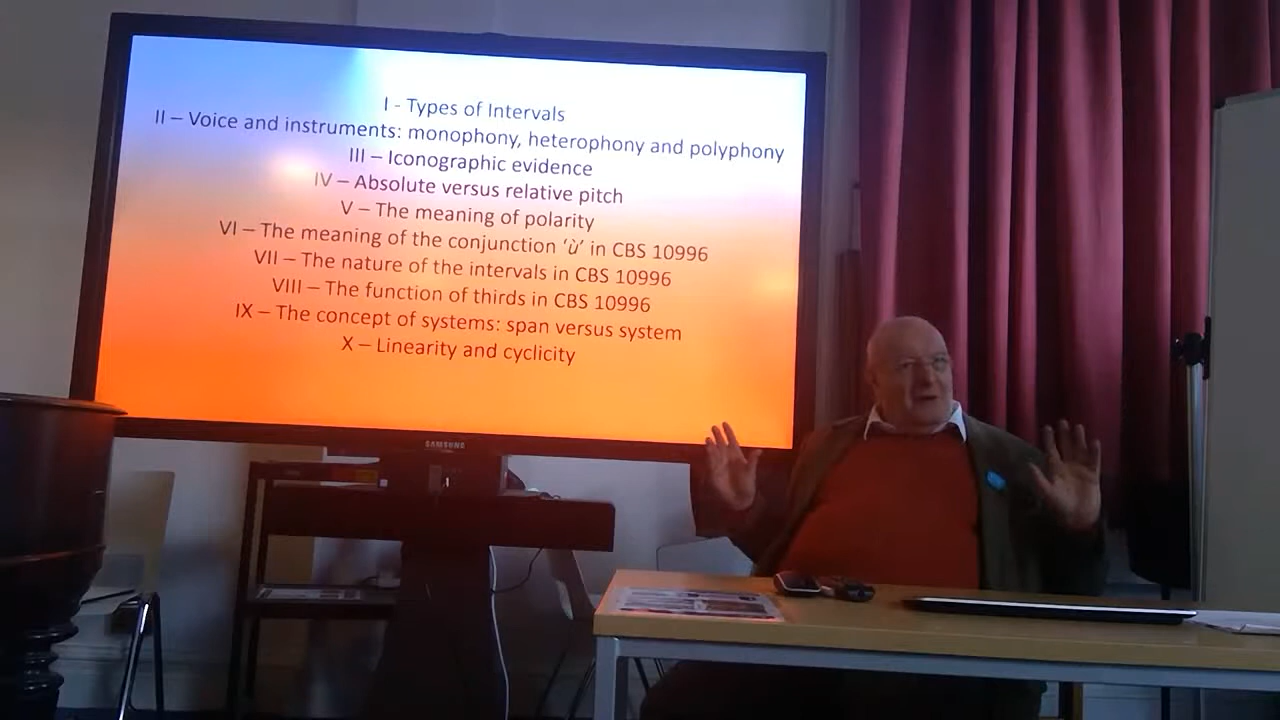 I - Types of Intervals
II – Voice and instruments: monophony, heterophony and polyphony
III – Iconographic evidence
IV – Absolute versus relative pitch
V – The meaning of polarity
VI – The meaning of the conjunction ‘ù’ in CBS 10996
VII – The nature of the intervals in CBS 10996
VIII – The function of thirds in CBS 10996
IX – The concept of systems: span versus system
X – Linearity and cyclicity
SAMSUNG